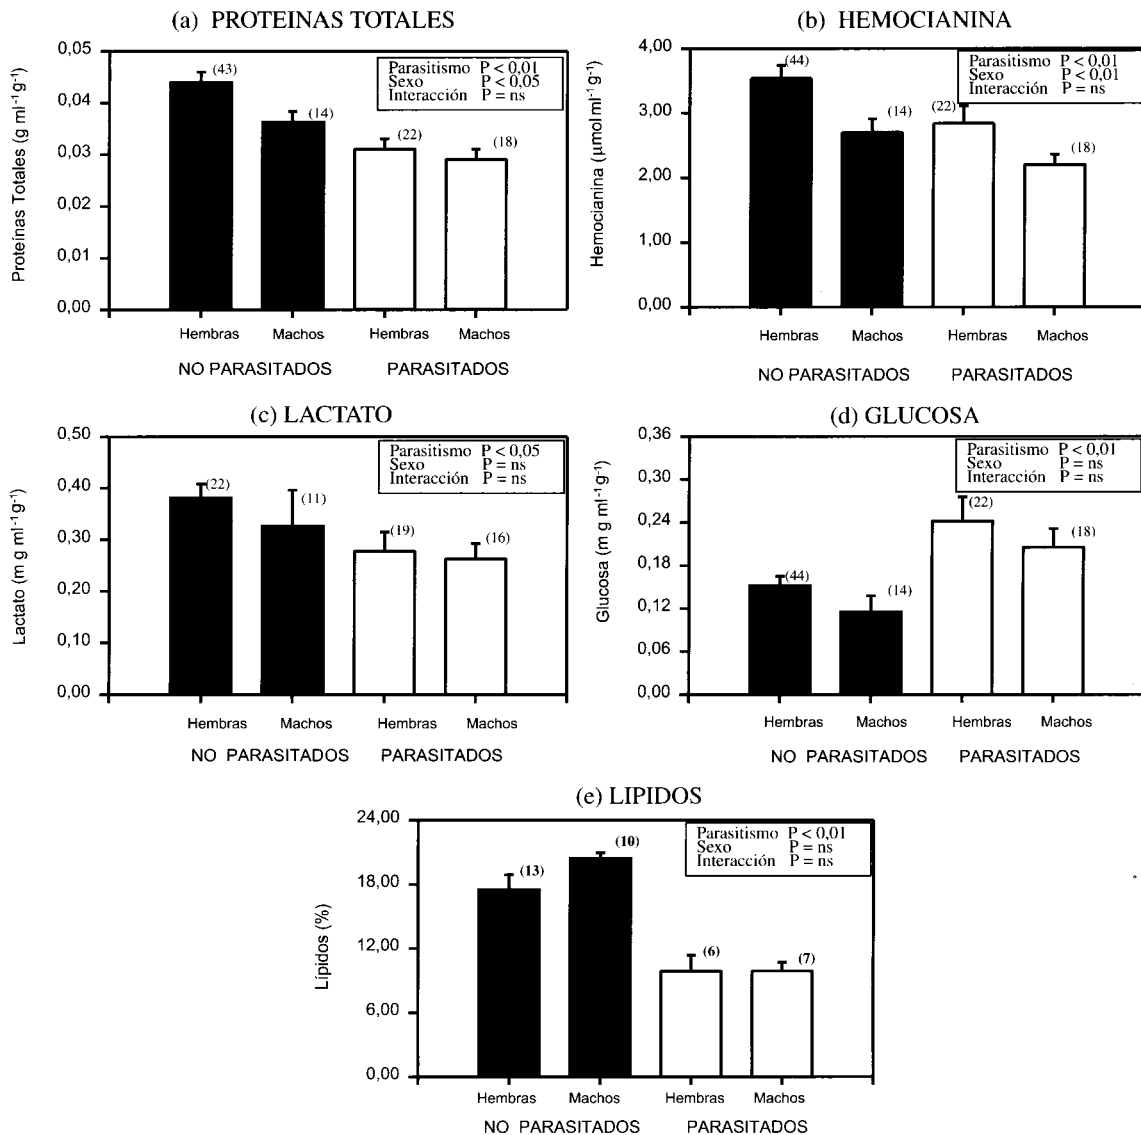 (a) PROTEINAS TOTALES
Proteínas Totales (g ml⁻¹g⁻¹)
0,05
0,04
0,03
0,02
0,01
0,00
(43)
(14)
(22)
(18)
Parasitismo P < 0,01
Sexo P < 0,05
Interacción P = ns
Hembras Machos Hembras Machos
NO PARASITADOS PARASITADOS
(b) HEMOCIANINA
Hemocianina (µmol ml⁻¹g⁻¹)
4,00
3,00
2,00
1,00
0,00
(44)
(14)
(22)
(18)
Parasitismo P < 0,01
Sexo P < 0,01
Interacción P = ns
Hembras Machos Hembras Machos
NO PARASITADOS PARASITADOS
(c) LACTATO
Lactato (m g ml⁻¹g⁻¹)
0,50
0,40
0,30
0,20
0,10
0,00
(22)
(11)
(19)
(16)
Parasitismo P < 0,05
Sexo P = ns
Interacción P = ns
Hembras Machos Hembras Machos
NO PARASITADOS PARASITADOS
(d) GLUCOSA
Glucosa (m g ml⁻¹g⁻¹)
0,36
0,30
0,24
0,18
0,12
0,06
0,00
(44)
(14)
(22)
(18)
Parasitismo P < 0,01
Sexo P = ns
Interacción P = ns
Hembras Machos Hembras Machos
NO PARASITADOS PARASITADOS
(e) LIPIDOS
Lípidos (%)
24,00
18,00
12,00
6,00
0,00
(13)
(10)
(6)
(7)
Parasitismo P < 0,01
Sexo P = ns
Interacción P = ns
Hembras Machos Hembras Machos
NO PARASITADOS PARASITADOS